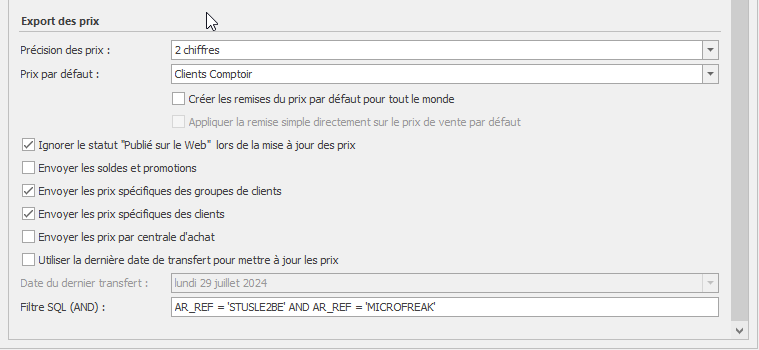 Export des prix
Précision des prix : 2 chiffres
Prix par défaut : Clients Comptoir
Créer les remises du prix par défaut pour tout le monde
Appliquer la remise simple directement sur le prix de vente par défaut
Ignorer le statut "Publié sur le Web" lors de la mise à jour des prix
Envoyer les soldes et promotions
Envoyer les prix spécifiques des groupes de clients
Envoyer les prix spécifiques des clients
Envoyer les prix par centrale d'achat
Utiliser la dernière date de transfert pour mettre à jour les prix
Date du dernier transfert : lundi 29 juillet 2024
Filtre SQL (AND) : AR_REF = 'STUSLE2BE' AND AR_REF = 'MICROFREAK'